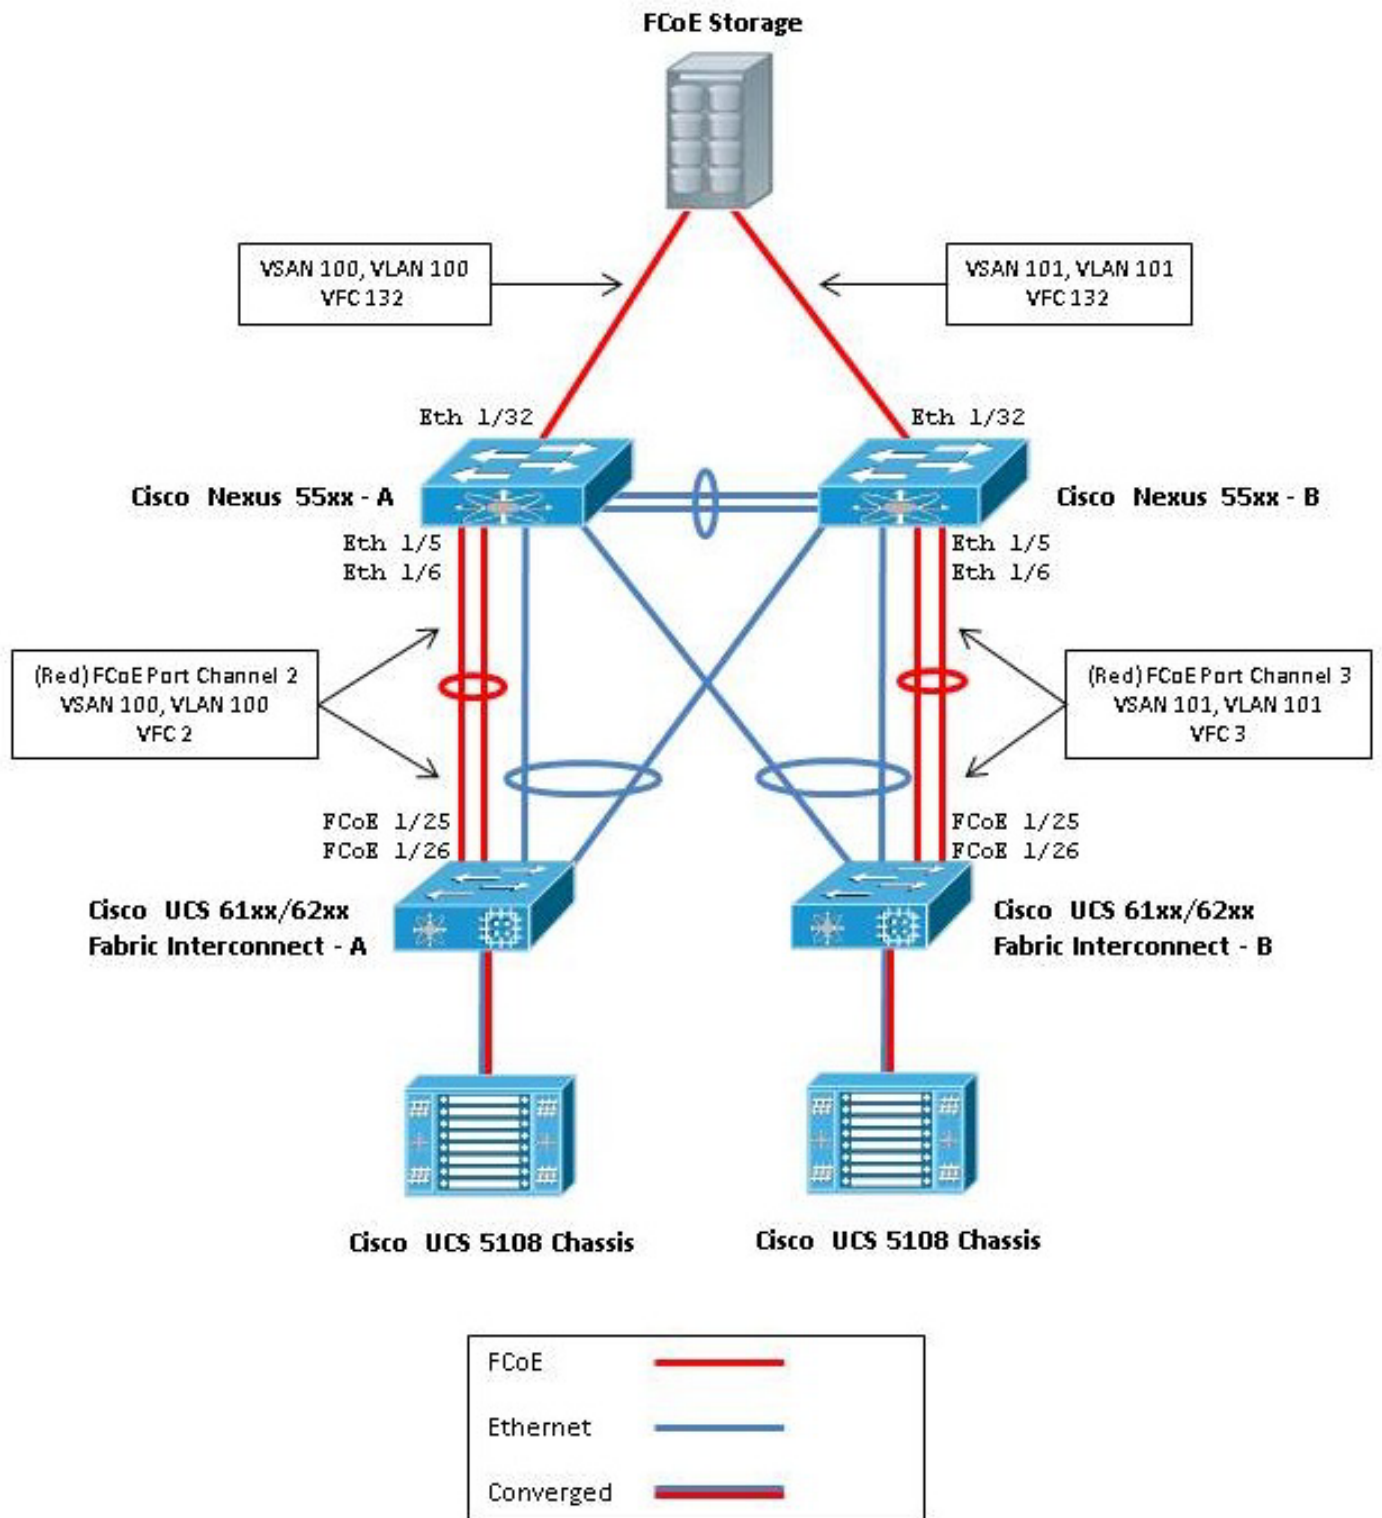 FCoE Storage
VSAN 100, VLAN 100
VFC 132
VSAN 101, VLAN 101
VFC 132
Eth 1/32
Eth 1/32
Cisco Nexus 55xx - A
Cisco Nexus 55xx - B
Eth 1/5
Eth 1/6
Eth 1/5
Eth 1/6
(Red) FCoE Port Channel 2
VSAN 100, VLAN 100
VFC 2
(Red) FCoE Port Channel 3
VSAN 101, VLAN 101
VFC 3
FCoE 1/25
FCoE 1/26
FCoE 1/25
FCoE 1/26
Cisco UCS 61xx/62xx
Fabric Interconnect - A
Cisco UCS 61xx/62xx
Fabric Interconnect - B
Cisco UCS 5108 Chassis
Cisco UCS 5108 Chassis
FCoE
Ethernet
Converged